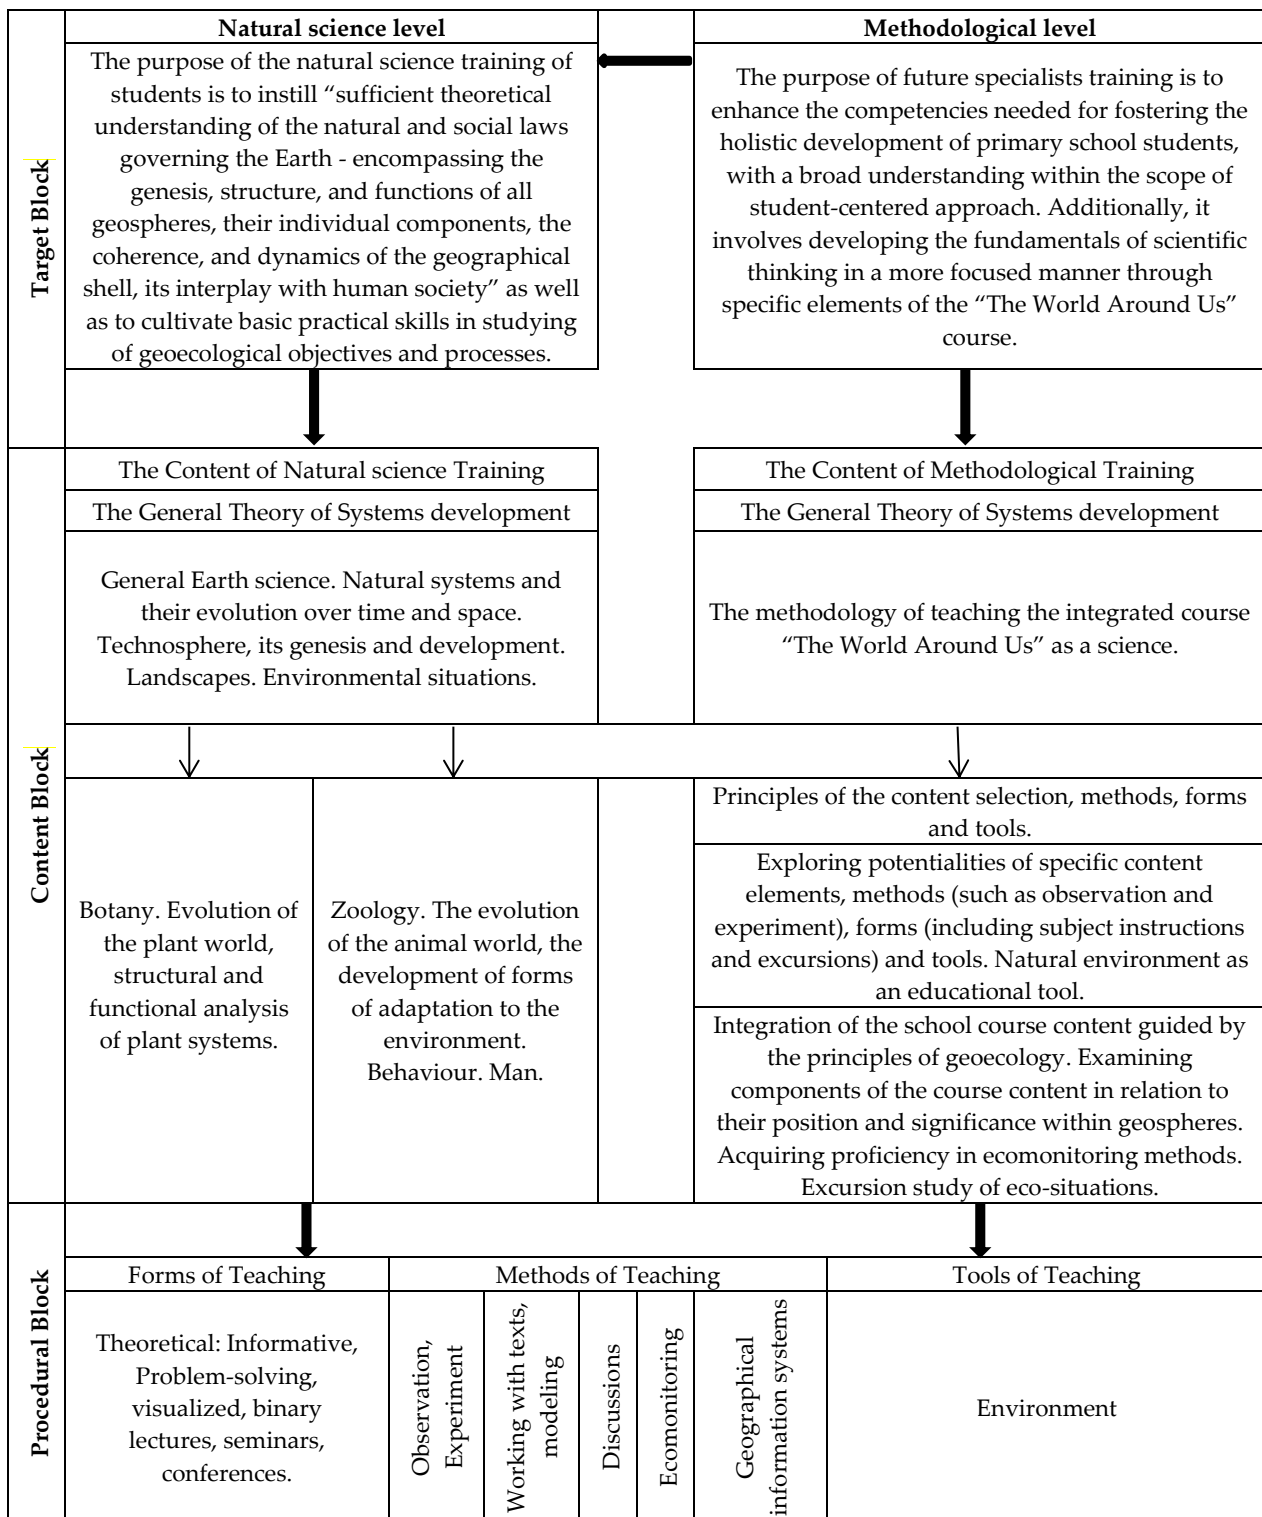 Natural science level
Methodological level
Target Block
The purpose of the natural science training of
students is to instill “sufficient theoretical
understanding of the natural and social laws
governing the Earth - encompassing the
genesis, structure, and functions of all
geospheres, their individual components, the
coherence, and dynamics of the geographical
shell, its interplay with human society” as well
as to cultivate basic practical skills in studying
of geoecological objectives and processes.
The purpose of future specialists training is to
enhance the competencies needed for fostering the
holistic development of primary school students,
with a broad understanding within the scope of
student-centered approach. Additionally, it
involves developing the fundamentals of scientific
thinking in a more focused manner through
specific elements of the “The World Around Us”
course.
Content Block
The Content of Natural science Training
The Content of Methodological Training
The General Theory of Systems development
The General Theory of Systems development
General Earth science. Natural systems and
their evolution over time and space.
Technosphere, its genesis and development.
Landscapes. Environmental situations.
The methodology of teaching the integrated course
“The World Around Us” as a science.
Botany. Evolution of
the plant world,
structural and
functional analysis
of plant systems.
Zoology. The evolution
of the animal world, the
development of forms
of adaptation to the
environment.
Behaviour. Man.
Principles of the content selection, methods, forms
and tools.
Exploring potentialities of specific content
elements, methods (such as observation and
experiment), forms (including subject instructions
and excursions) and tools. Natural environment as
an educational tool.
Integration of the school course content guided by
the principles of geoecology. Examining
components of the course content in relation to
their position and significance within geospheres.
Acquiring proficiency in ecomonitoring methods.
Excursion study of eco-situations.
Procedural Block
Forms of Teaching
Methods of Teaching
Tools of Teaching
Theoretical: Informative,
Problem-solving,
visualized, binary
lectures, seminars,
conferences.
Observation,
Experiment
Working with texts,
modeling
Discussions
Ecomonitoring
Geographical
information systems
Environment